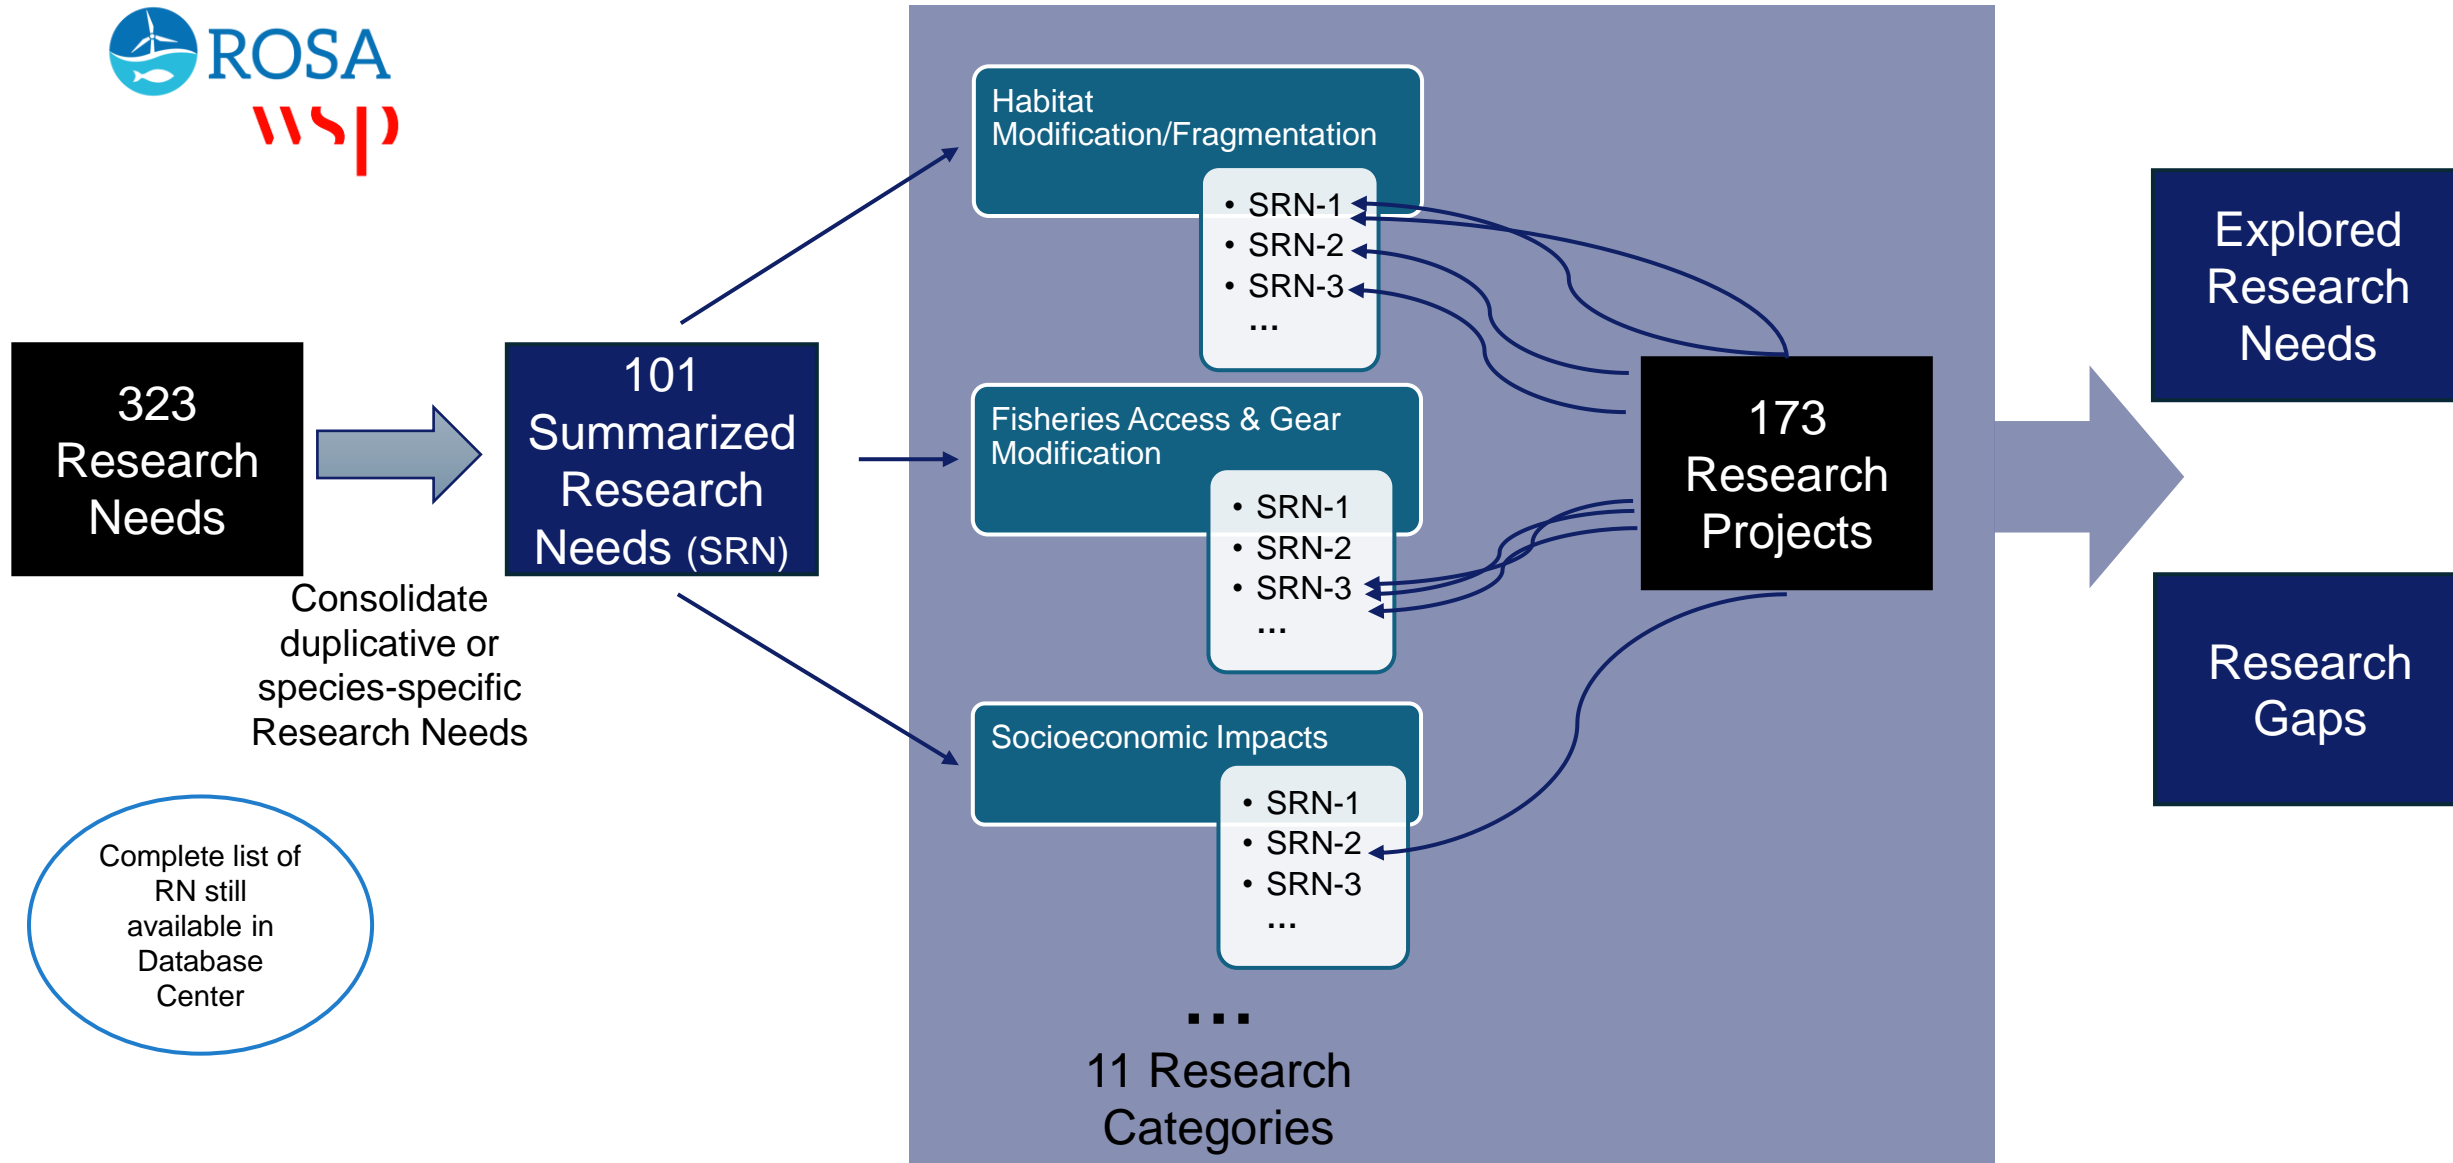 ROSA
wsp
323
Research
Needs
Consolidate
duplicative or
species-specific
Research Needs
Complete list of
RN still
available in
Database
Center
101
Summarized
Research
Needs (SRN)
Habitat
Modification/Fragmentation
• SRN-1
• SRN-2
• SRN-3
...
Fisheries Access & Gear
Modification
• SRN-1
• SRN-2
• SRN-3
...
Socioeconomic Impacts
• SRN-1
• SRN-2
• SRN-3
...
...
11 Research
Categories
173
Research
Projects
Explored
Research
Needs
Research
Gaps